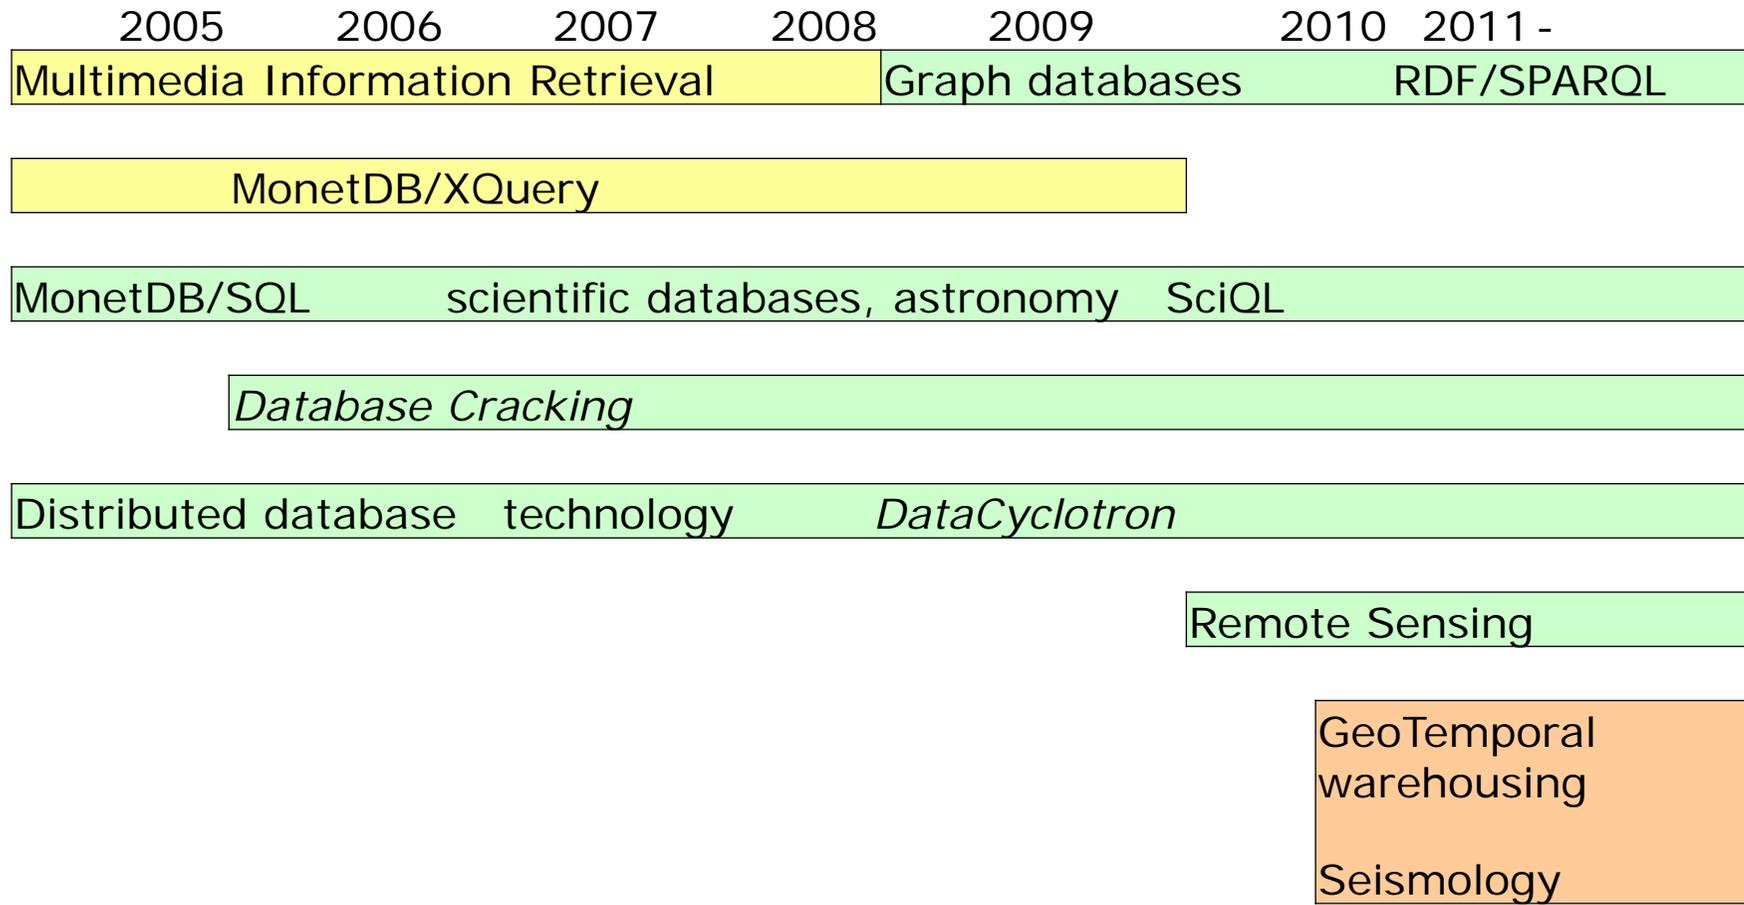 2005 2006 2007 2008 2009 2010 2011-
Multimedia Information Retrieval Graph databases RDF/SPARQL
MonetDB/XQuery
MonetDB/SQL scientific databases, astronomy SciQL
Database Cracking
Distributed database technology DataCyclotron
Remote Sensing
GeoTemporal
warehousing
Seismology